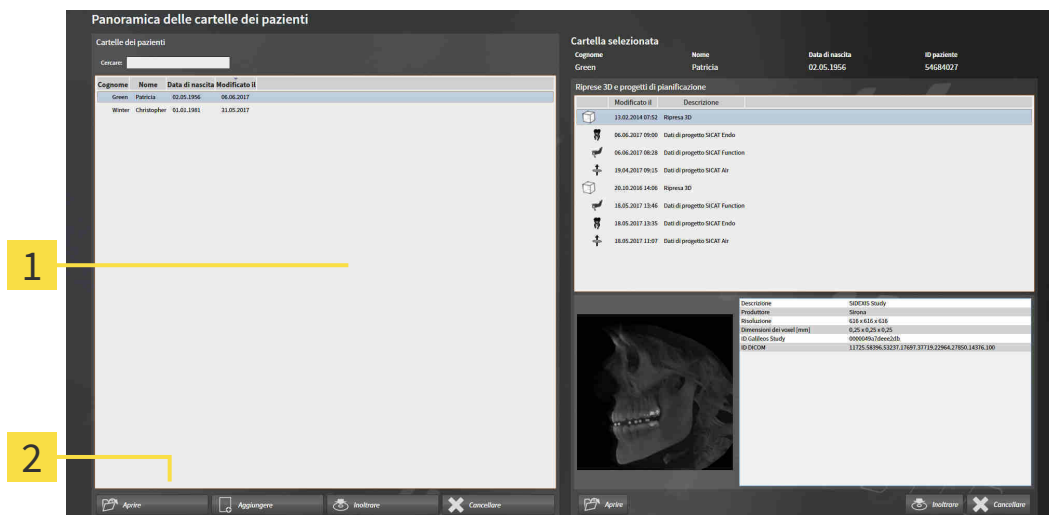 Panoramica delle cartelle dei pazienti
Cartelle dei pazienti
Cercare:
Cognome Nome Data di nascita Modificato il
Green Patricia 02.05.1956 06.06.2017
Winter Christopher 01.01.1981 31.05.2017
1
2
Aprire Aggiungere Inoltrare Cancellare
Cartella selezionata
Cognome Nome Data di nascita ID paziente
Green Patricia 02.05.1956 54684027
Riprese 3D e progetti di pianificazione
Modificato il Descrizione
13.02.2014 07:52 Ripresa 3D
06.06.2017 09:00 Dati di progetto SICAT Endo
06.06.2017 08:28 Dati di progetto SICAT Function
19.04.2017 09:15 Dati di progetto SICAT Air
20.10.2016 14:06 Ripresa 3D
18.05.2017 13:46 Dati di progetto SICAT Function
18.05.2017 13:35 Dati di progetto SICAT Endo
18.05.2017 11:07 Dati di progetto SICAT Air
Descrizione SIDEXIS Study
Produttore Sirona
Risoluzione 616 x 616 x 616
Dimensioni dei voxel [mm] 0,25 x 0,25 x 0,25
ID Galileos Study 0000049a7deee2db
ID DICOM 11725.58396.53237.17697.37719.22964.27850.14376.100
Aprire Inoltrare Cancellare